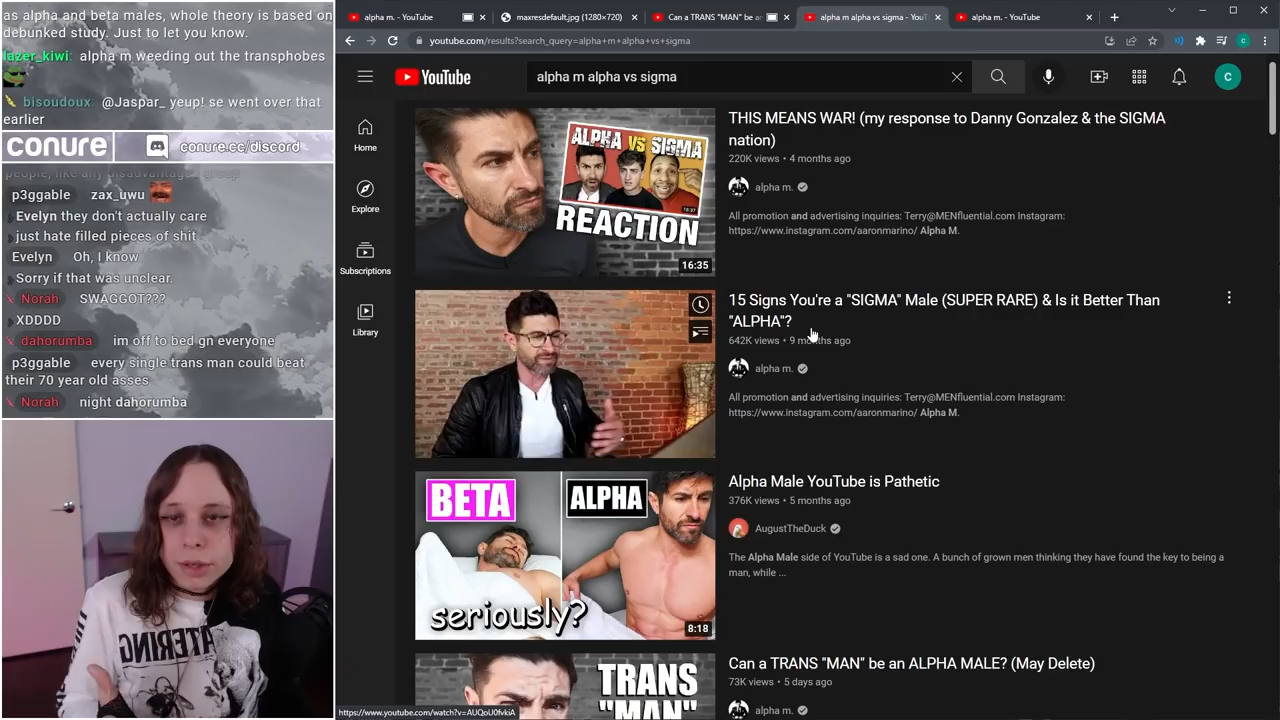 as alpha and beta males, whole theory is based on
debunked study. Just to let you know.
lazer_kiwi: alpha m weeding out the transphobes
bisoudoux: @Jaspar_ yeup! se went over that
earlier
conure
conure.cc/discord
people, like any disadvantaged group
p3ggable zax_uwu
Evelyn they don't actually care
just hate filled pieces of shit
Evelyn Oh, I know
Sorry if that was unclear.
Norah SWAGGOT???
XDDDD
dahorumba im off to bed gn everyone
p3ggable every single trans man could beat
their 70 year old asses
Norah night dahorumba
alpha m. - YouTube
maxresdefault.jpg (1280×720)
Can a TRANS "MAN" be an
alpha m alpha vs sigma - YouT
alpha m. - YouTube
youtube.com/results?search_query=alpha+m+alpha+vs+sigma
C
YouTube
alpha m alpha vs sigma
C
Home
Explore
Subscriptions
Library
ALPHA VS SIGMA
REACTION
16:35
THIS MEANS WAR! (my response to Danny Gonzalez & the SIGMA
nation)
220K views • 4 months ago
alpha m.
All promotion and advertising inquiries: Terry@MENfluential.com Instagram:
https://www.instagram.com/aaronmarino/ Alpha M.
15 Signs You're a "SIGMA" Male (SUPER RARE) & Is it Better Than
"ALPHA"?
642K views • 9 months ago
alpha m.
All promotion and advertising inquiries: Terry@MENfluential.com Instagram:
https://www.instagram.com/aaronmarino/ Alpha M.
BETA
ALPHA
seriously?
8:18
Alpha Male YouTube is Pathetic
376K views • 5 months ago
AugustTheDuck
The Alpha Male side of YouTube is a sad one. A bunch of grown men thinking they have found the key to being a
man, while ...
TRANS
"MAN"
Can a TRANS "MAN" be an ALPHA MALE? (May Delete)
73K views • 5 days ago
alpha m.
https://www.youtube.com/watch?v=AUQoU0fvkiA